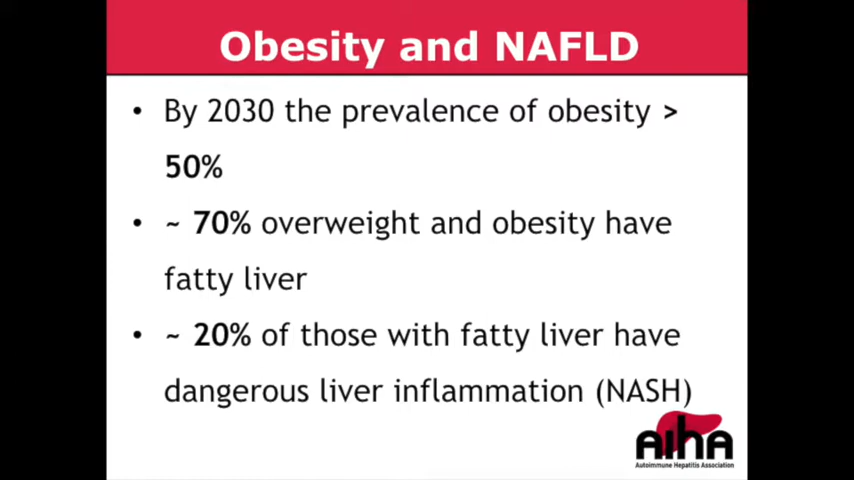 Obesity and NAFLD
• By 2030 the prevalence of obesity >
50%
• ~ 70% overweight and obesity have
fatty liver
• ~ 20% of those with fatty liver have
dangerous liver inflammation (NASH)
AIHA
Autoimmune Hepatitis Association